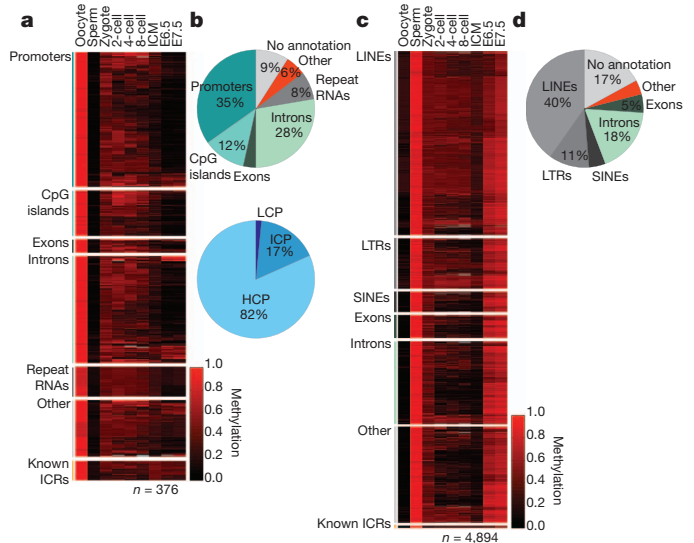 a
Oocyte
Sperm
Zygote
2-cell
4-cell
8-cell
ICM
E6.5
E7.5
Promoters
CpG
islands
Exons
Introns
Repeat
RNAs
Other
Known
ICRs
n = 376
1.0
0.8
0.6
0.4
0.2
0.0
Methylation
b
No annotation
9%
Other
6%
Repeat
RNAs
8%
Introns
28%
Exons
CpG
islands
12%
Promoters
35%
LCP
ICP
17%
HCP
82%
c
Oocyte
Sperm
Zygote
2-cell
4-cell
8-cell
ICM
E6.5
E7.5
LINEs
LTRs
SINEs
Exons
Introns
Other
Known ICRs
n = 4,894
1.0
0.8
0.6
0.4
0.2
0.0
Methylation
d
No annotation
17%
Other
5%
Exons
Introns
18%
SINEs
LTRs
11%
LINEs
40%